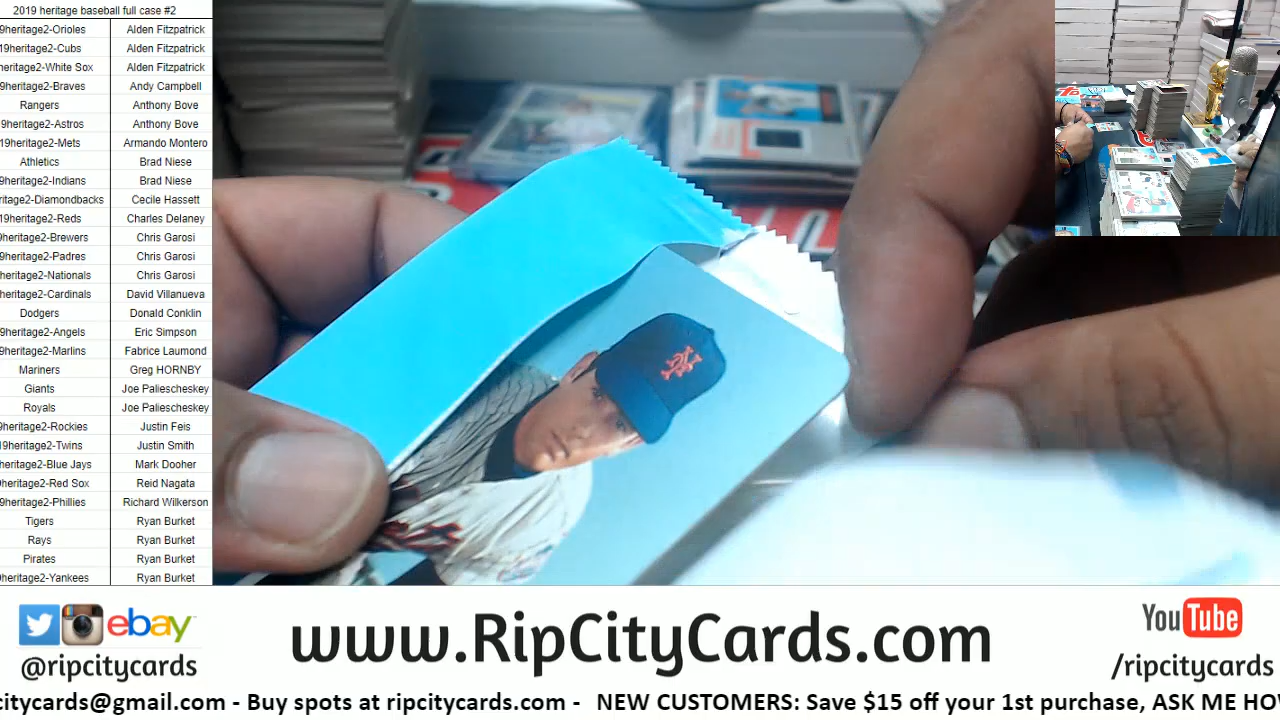 2019 heritage baseball full case #2
9heritage2-Orioles Alden Fitzpatrick
19heritage2-Cubs Alden Fitzpatrick
heritage2-White Sox Alden Fitzpatrick
9heritage2-Braves Andy Campbell
Rangers Anthony Bove
9heritage2-Astros Anthony Bove
19heritage2-Mets Armando Montero
Athletics Brad Niese
9heritage2-Indians Brad Niese
eritage2-Diamondbacks Cecile Hassett
19heritage2-Reds Charles Delaney
9heritage2-Brewers Chris Garosi
9heritage2-Padres Chris Garosi
heritage2-Nationals Chris Garosi
heritage2-Cardinals David Villanueva
Dodgers Donald Conklin
9heritage2-Angels Eric Simpson
9heritage2-Marlins Fabrice Laumond
Mariners Greg HORNBY
Giants Joe Paliescheskey
Royals Joe Paliescheskey
9heritage2-Rockies Justin Feis
19heritage2-Twins Justin Smith
heritage2-Blue Jays Mark Dooher
heritage2-Red Sox Reid Nagata
9heritage2-Phillies Richard Wilkerson
Tigers Ryan Burket
Rays Ryan Burket
Pirates Ryan Burket
heritage2-Yankees Ryan Burket
NY
ebay
@ripcitycards
www.RipCityCards.com
YouTube
/ripcitycards
citycards@gmail.com - Buy spots at ripcitycards.com - NEW CUSTOMERS: Save $15 off your 1st purchase, ASK ME HO